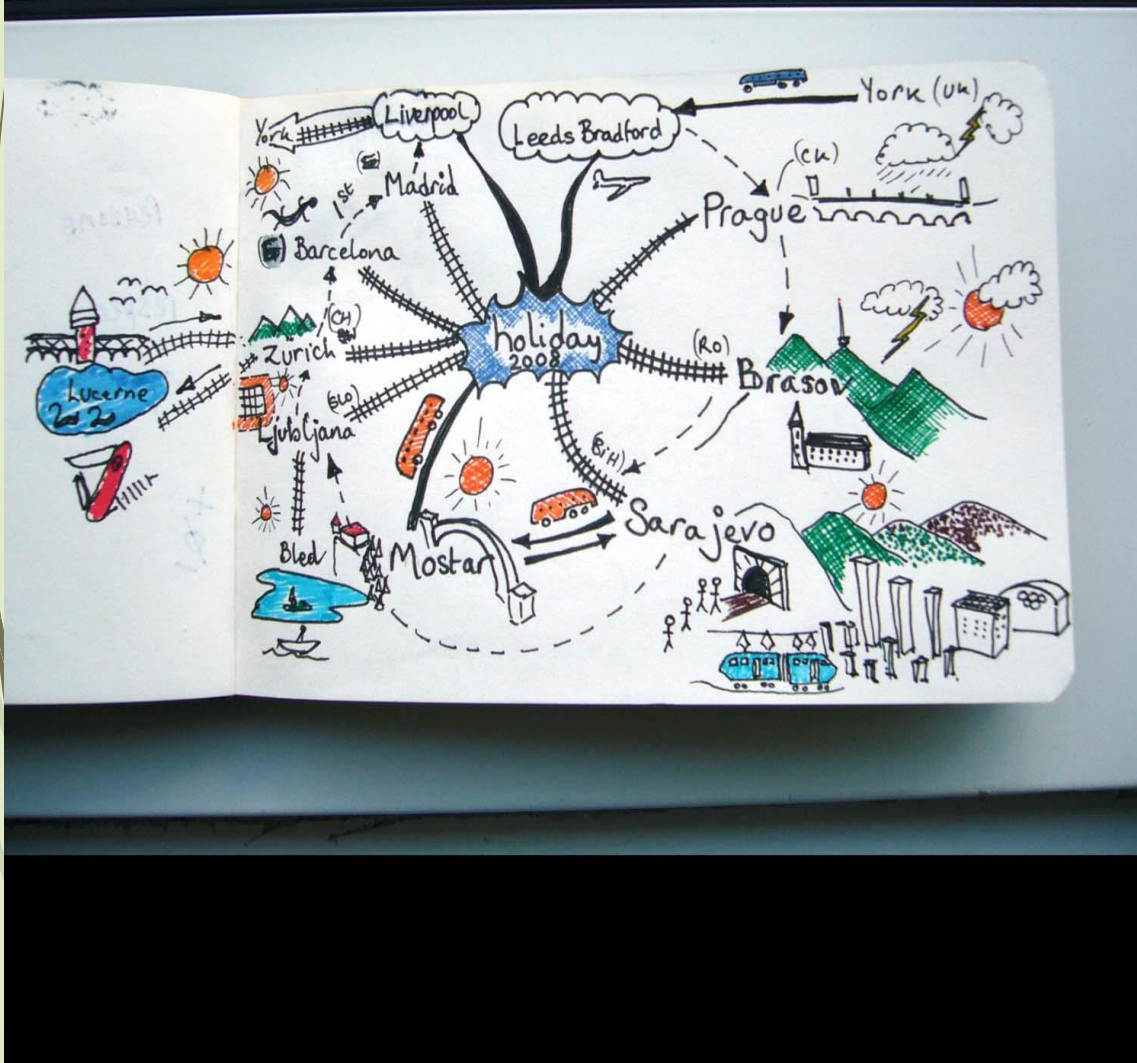 York (UK)
Leeds Bradford
Liverpool
York
(E)
Madrid
1st
Barcelona
(CH)
Zurich
Lucerne
(SLO)
Ljubljana
Bled
Mostar
(BiH)
Sarajevo
(RO)
Brasov
Prague
holiday
2008